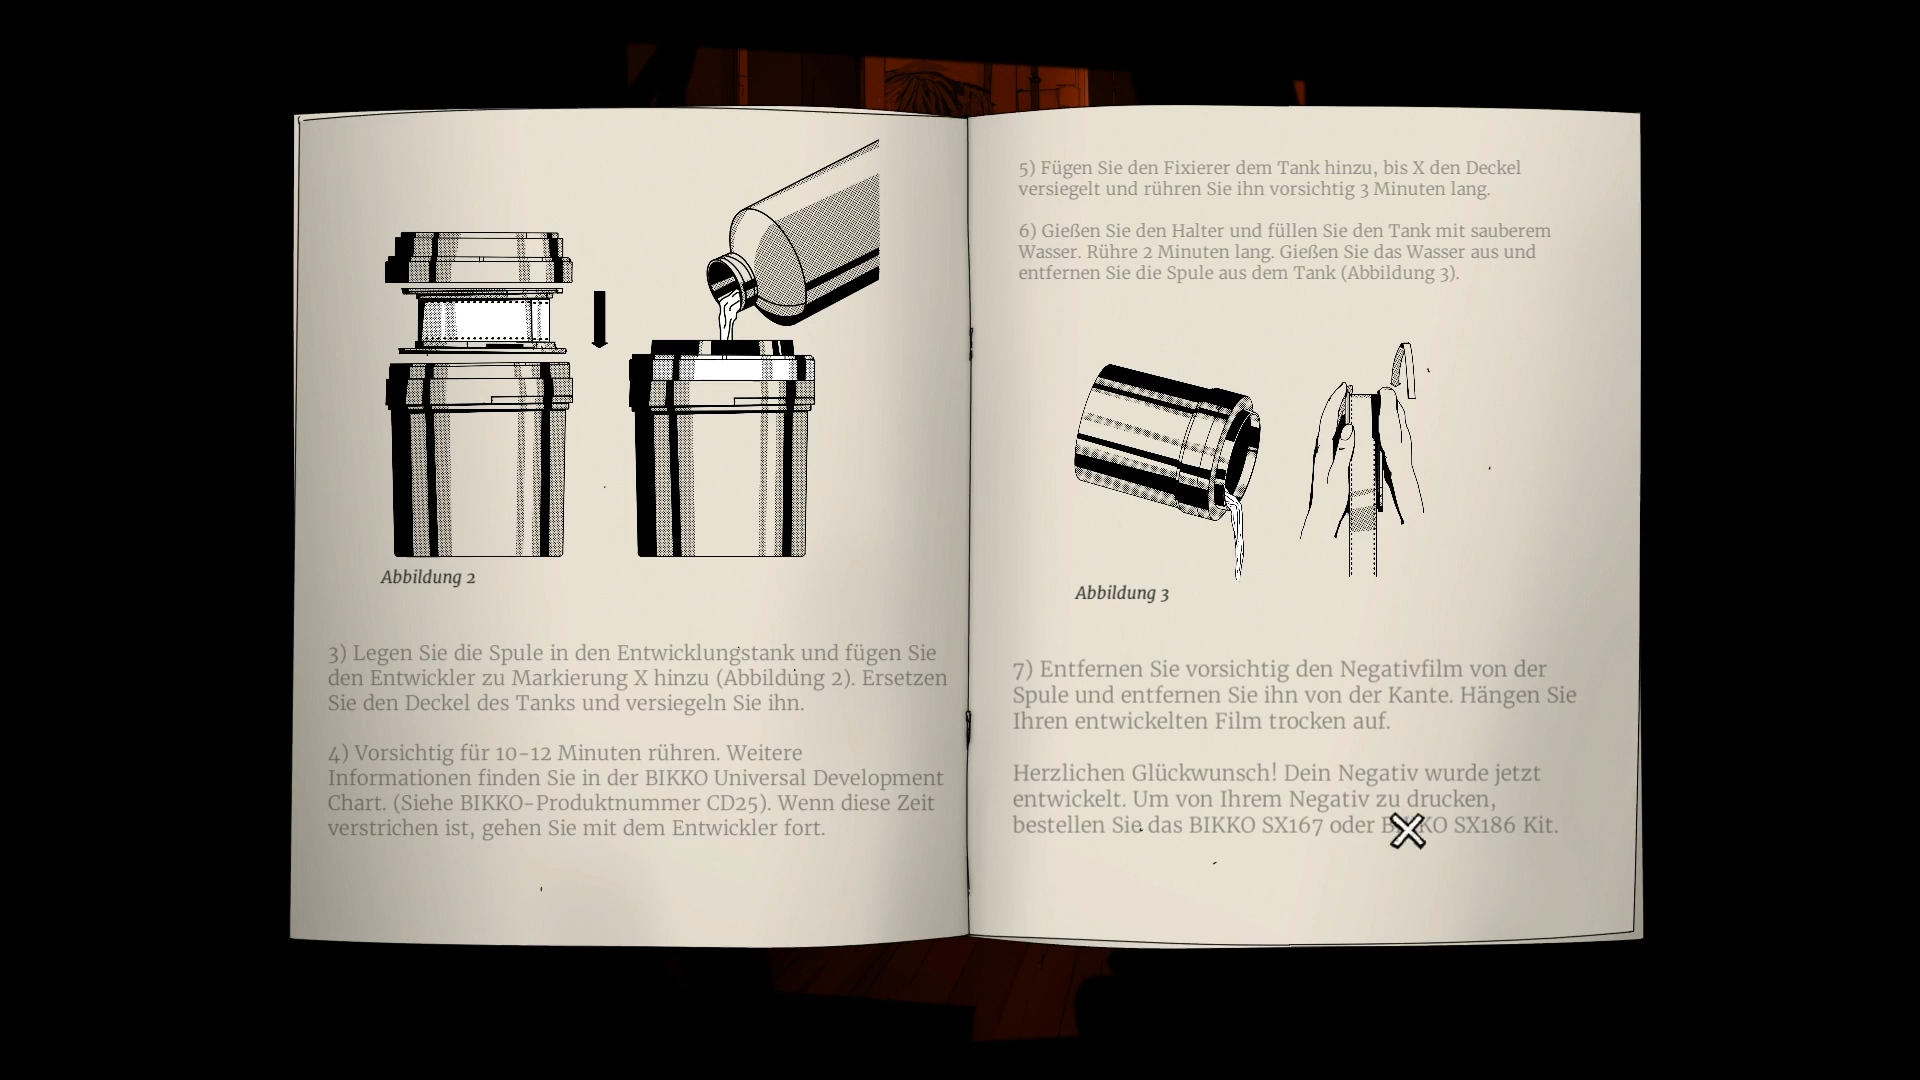 Abbildung 2
3) Legen Sie die Spule in den Entwicklungstank und fügen Sie
den Entwickler zu Markierung X hinzu (Abbildung 2). Ersetzen
Sie den Deckel des Tanks und versiegeln Sie ihn.
4) Vorsichtig für 10-12 Minuten rühren. Weitere
Informationen finden Sie in der BIKKO Universal Development
Chart. (Siehe BIKKO-Produktnummer CD25). Wenn diese Zeit
verstrichen ist, gehen Sie mit dem Entwickler fort.
5) Fügen Sie den Fixierer dem Tank hinzu, bis X den Deckel
versiegelt und rühren Sie ihn vorsichtig 3 Minuten lang.
6) Gießen Sie den Halter und füllen Sie den Tank mit sauberem
Wasser. Rühre 2 Minuten lang. Gießen Sie das Wasser aus und
entfernen Sie die Spule aus dem Tank (Abbildung 3).
Abbildung 3
7) Entfernen Sie vorsichtig den Negativfilm von der
Spule und entfernen Sie ihn von der Kante. Hängen Sie
Ihren entwickelten Film trocken auf.
Herzlichen Glückwunsch! Dein Negativ wurde jetzt
entwickelt. Um von Ihrem Negativ zu drucken,
bestellen Sie das BIKKO SX167 oder BIKKO SX186 Kit.